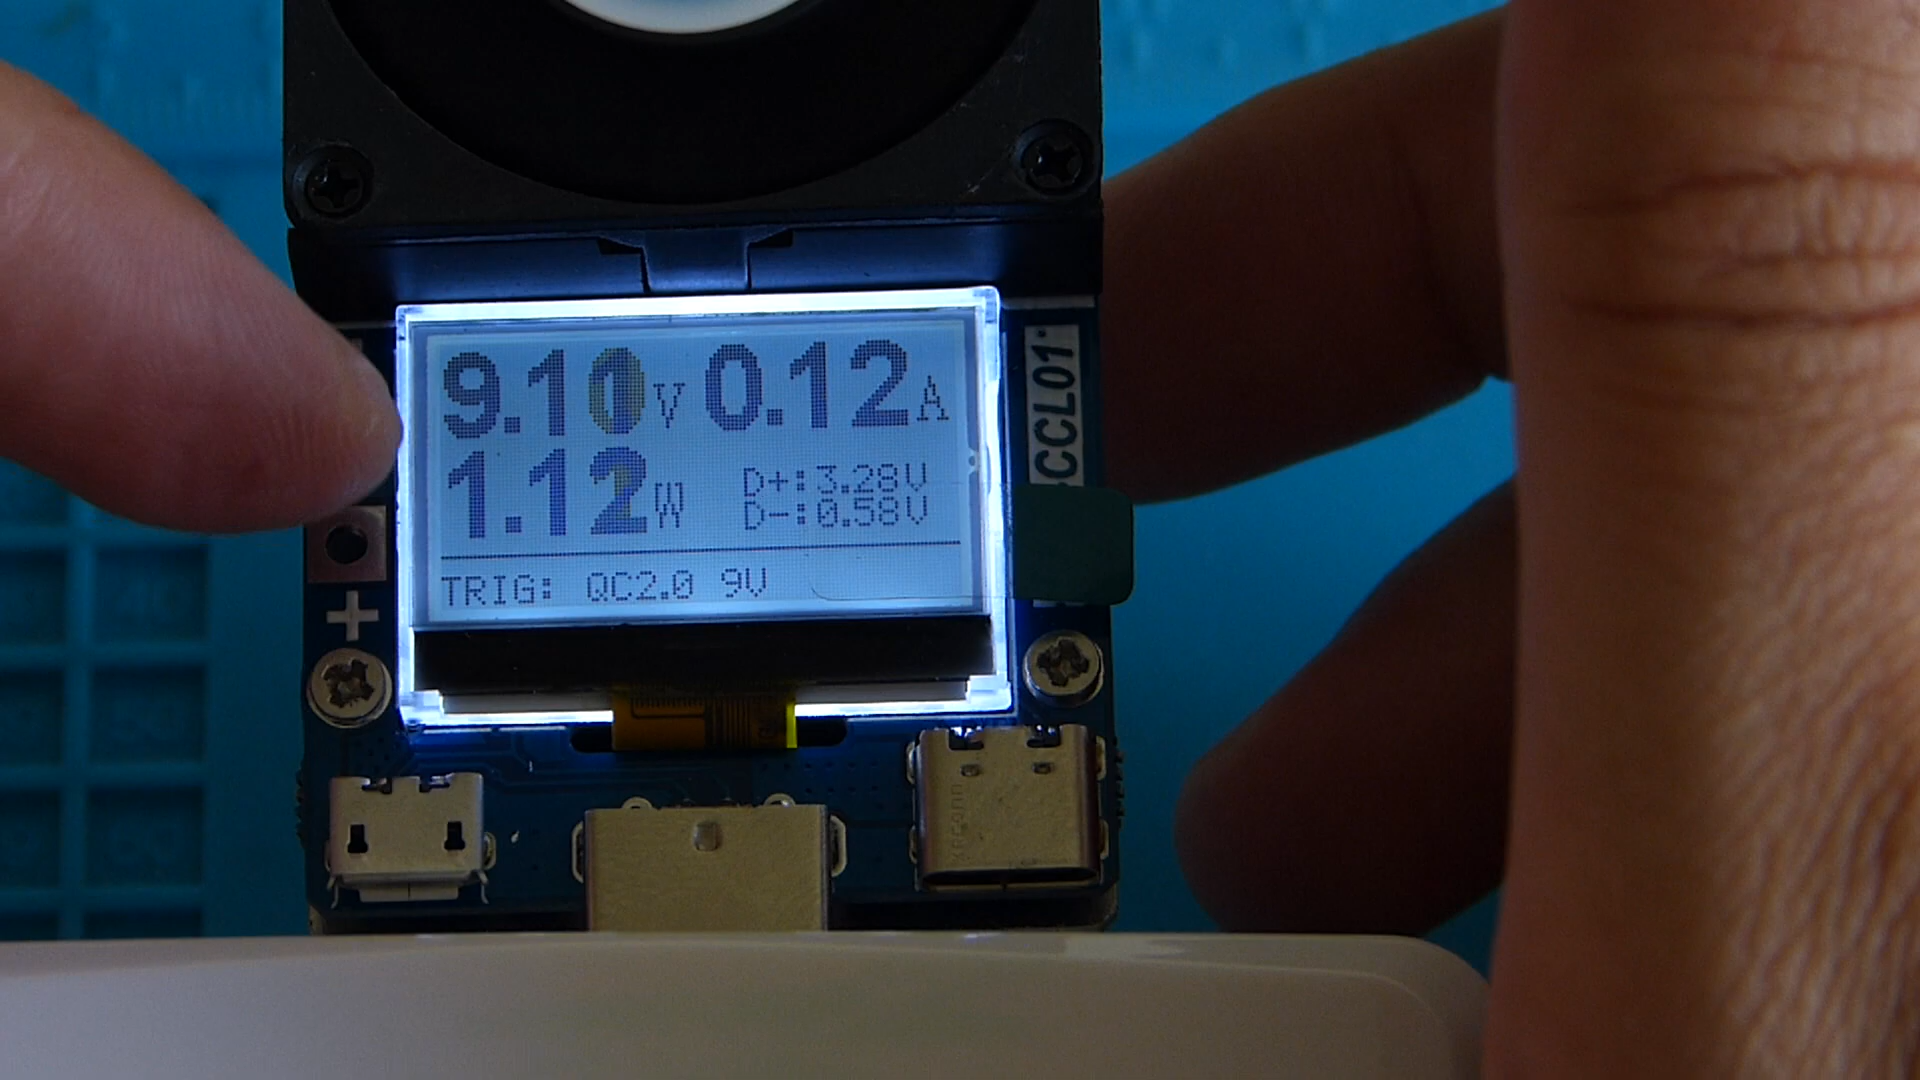 9.10V 0.12A
1.12W
D+:3.28V
D-:0.58V
TRIG: QC2.0 9V
CCL01
+